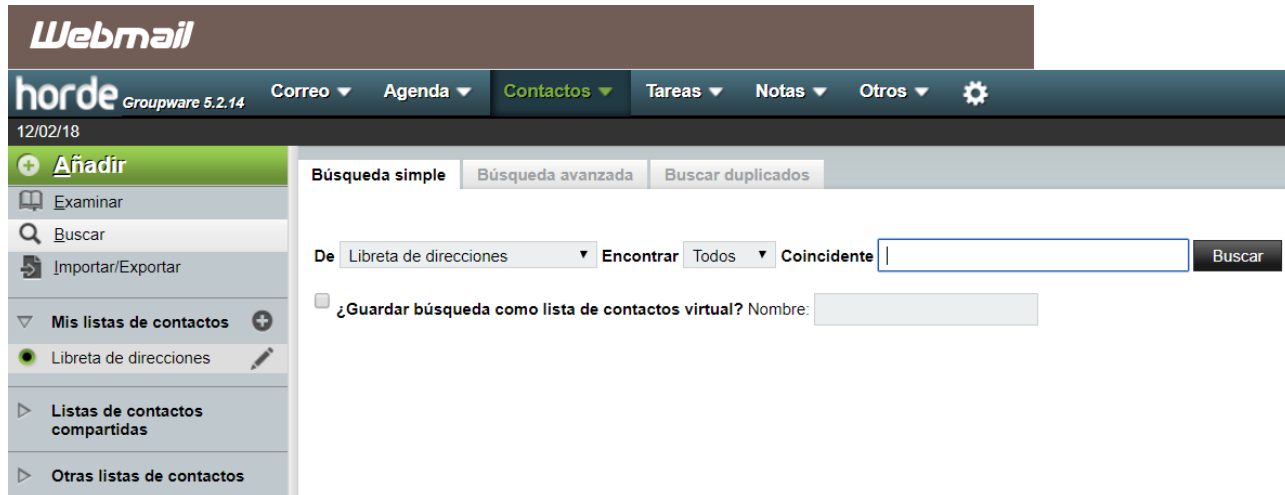 Webmail
horde Groupware 5.2.14 Correo Agenda Contactos Tareas Notas Otros
12/02/18
Añadir
Examinar
Buscar
Importar/Exportar
Mis listas de contactos
Libreta de direcciones
Listas de contactos
compartidas
Otras listas de contactos
Búsqueda simple Búsqueda avanzada Buscar duplicados
De Libreta de direcciones Encontrar Todos Coincidente Buscar
¿Guardar búsqueda como lista de contactos virtual? Nombre: